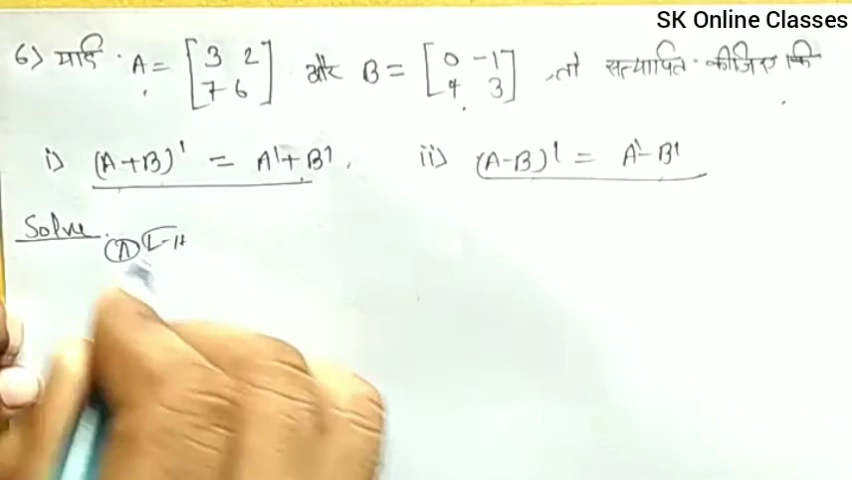 SK Online Classes
6) यदि A = [3 2 और B = [0 -1 ,तो सत्यापित कीजिए कि
7 6] 4 3]
i) (A+B)' = A'+B'. ii) (A-B)' = A'-B'
Solve. L-H